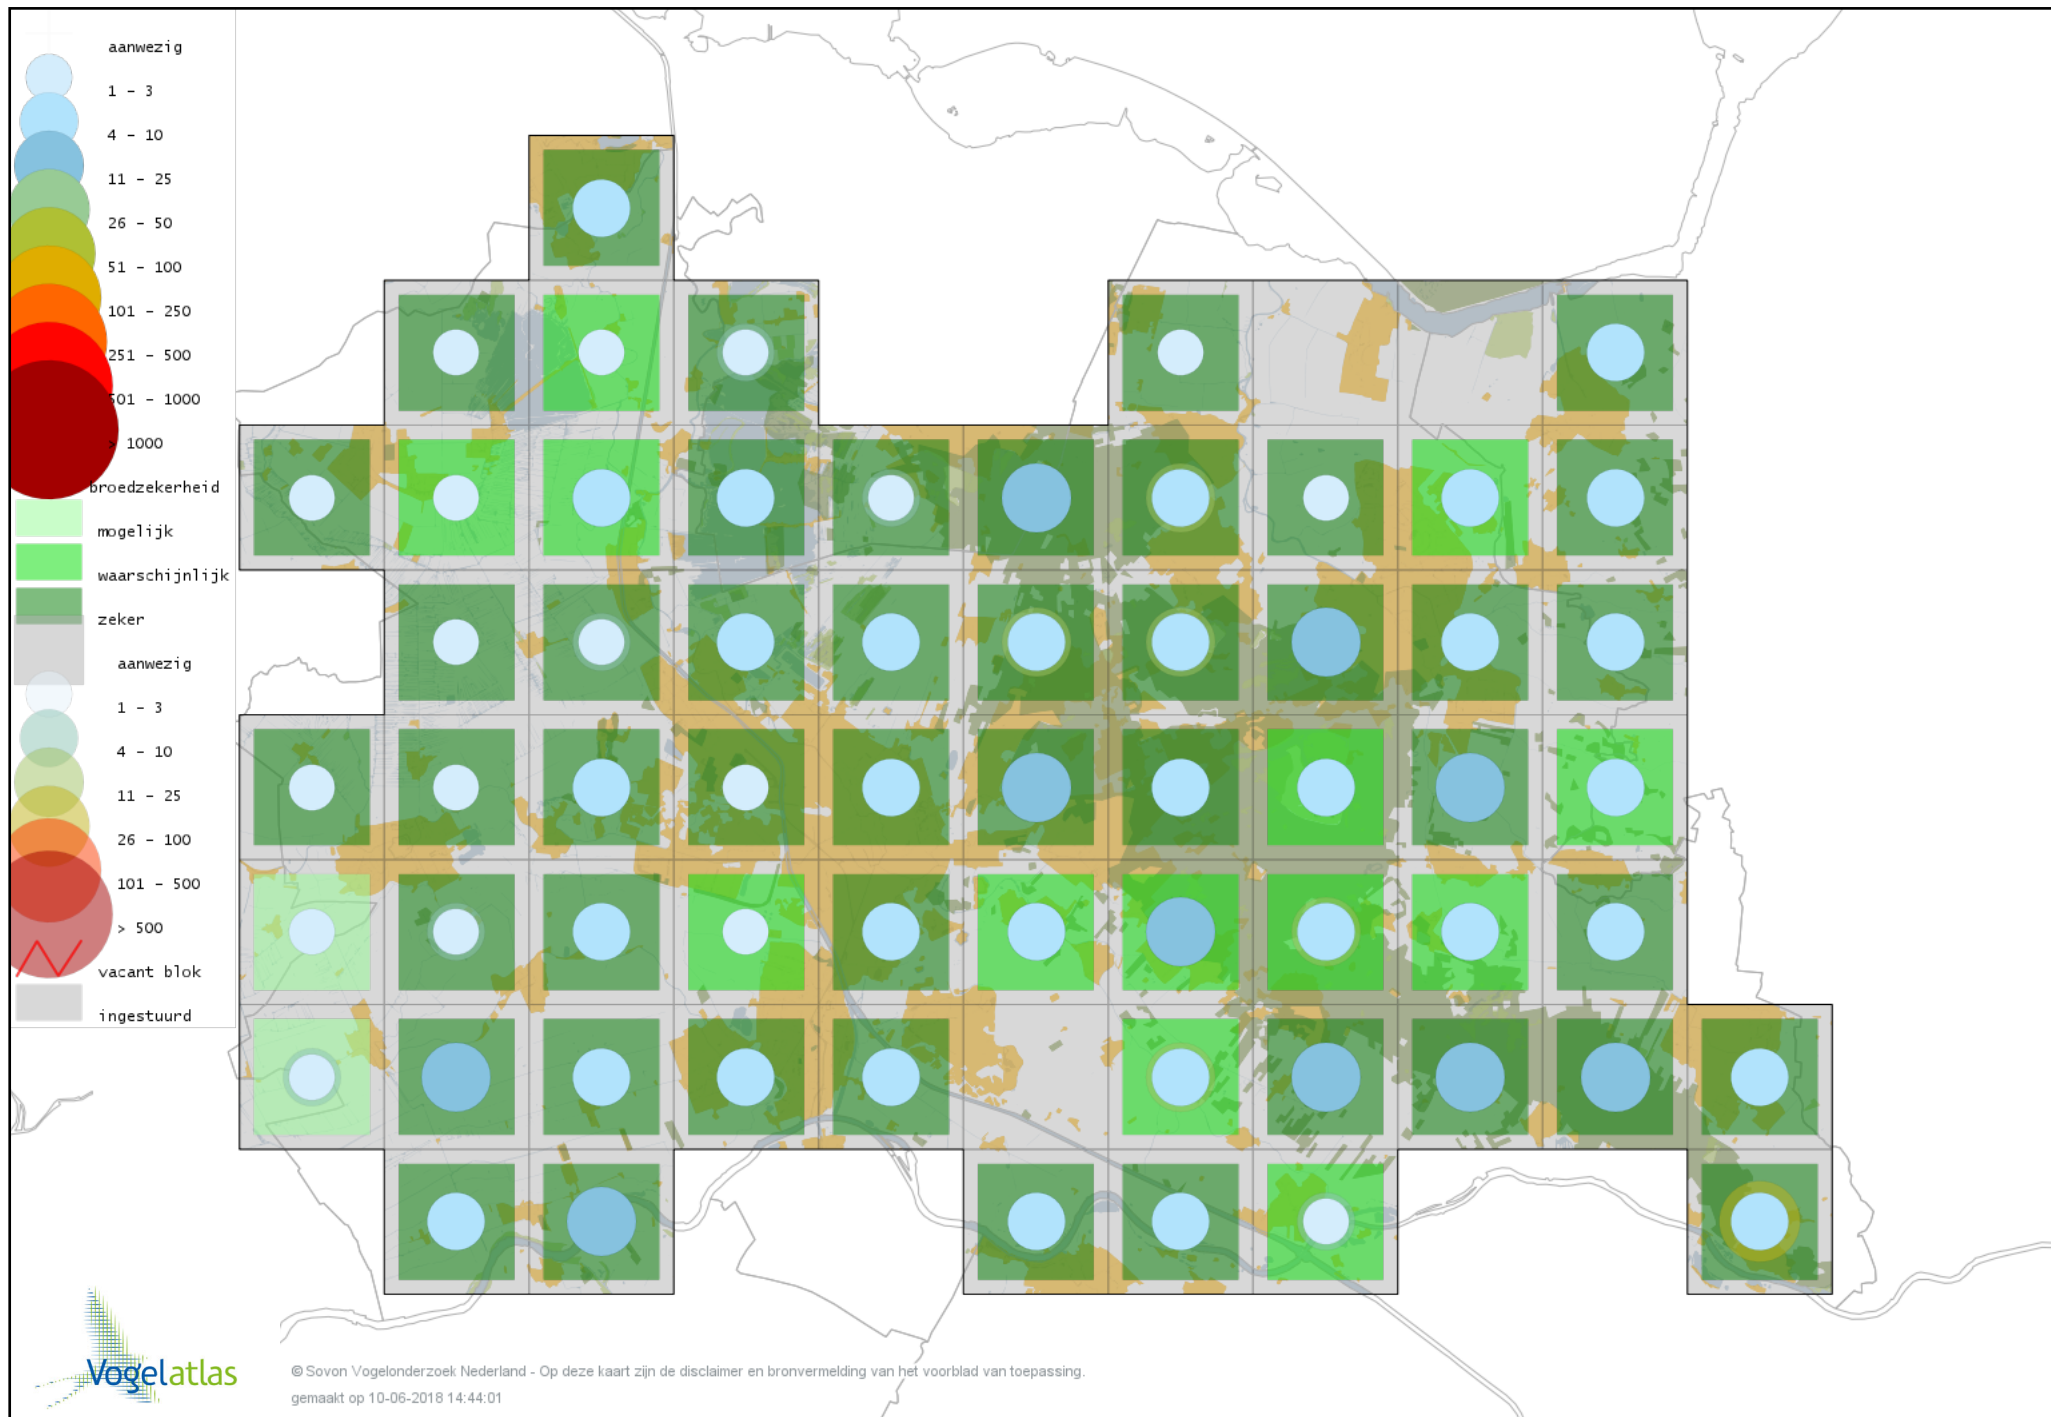 aanwezig
1 - 3
4 - 10
11 - 25
26 - 50
51 - 100
101 - 250
251 - 500
501 - 1000
> 1000
broedzekerheid
mogelijk
waarschijnlijk
zeker
aanwezig
1 - 3
4 - 10
11 - 25
26 - 100
101 - 500
> 500
vacant blok
ingestuurd
Vogelatlas
© Sovon Vogelonderzoek Nederland - Op deze kaart zijn de disclaimer en bronvermelding van het voorblad van toepassing.
gemaakt op 10-06-2018 14:44:01